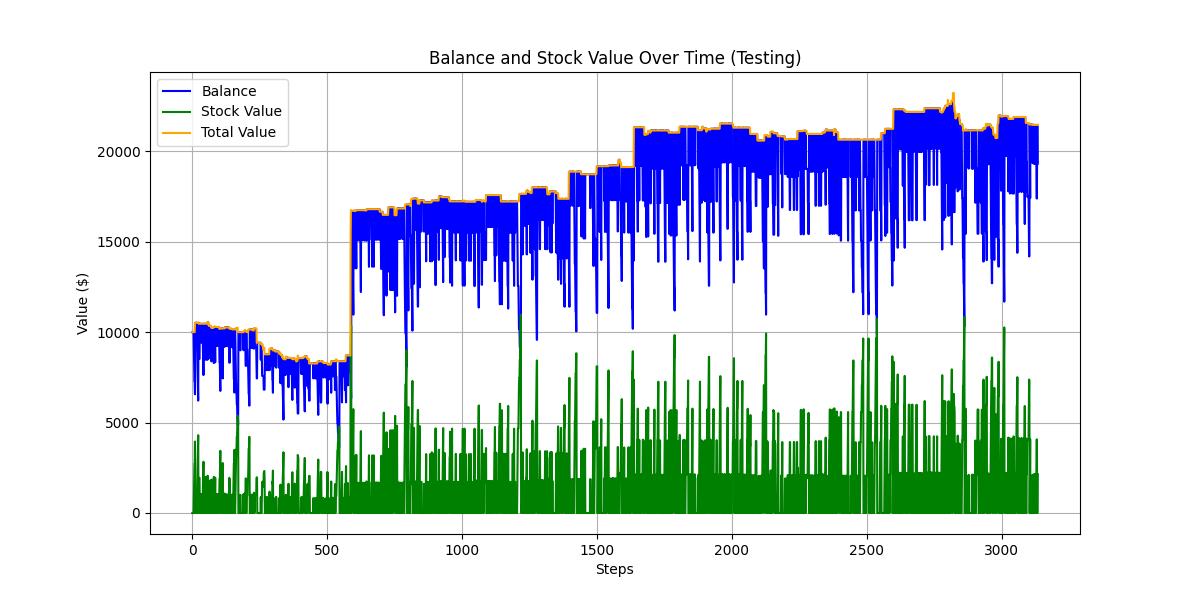 Balance and Stock Value Over Time (Testing)
Balance
Stock Value
Total Value
Value ($)
20000
15000
10000
5000
0
0 500 1000 1500 2000 2500 3000
Steps